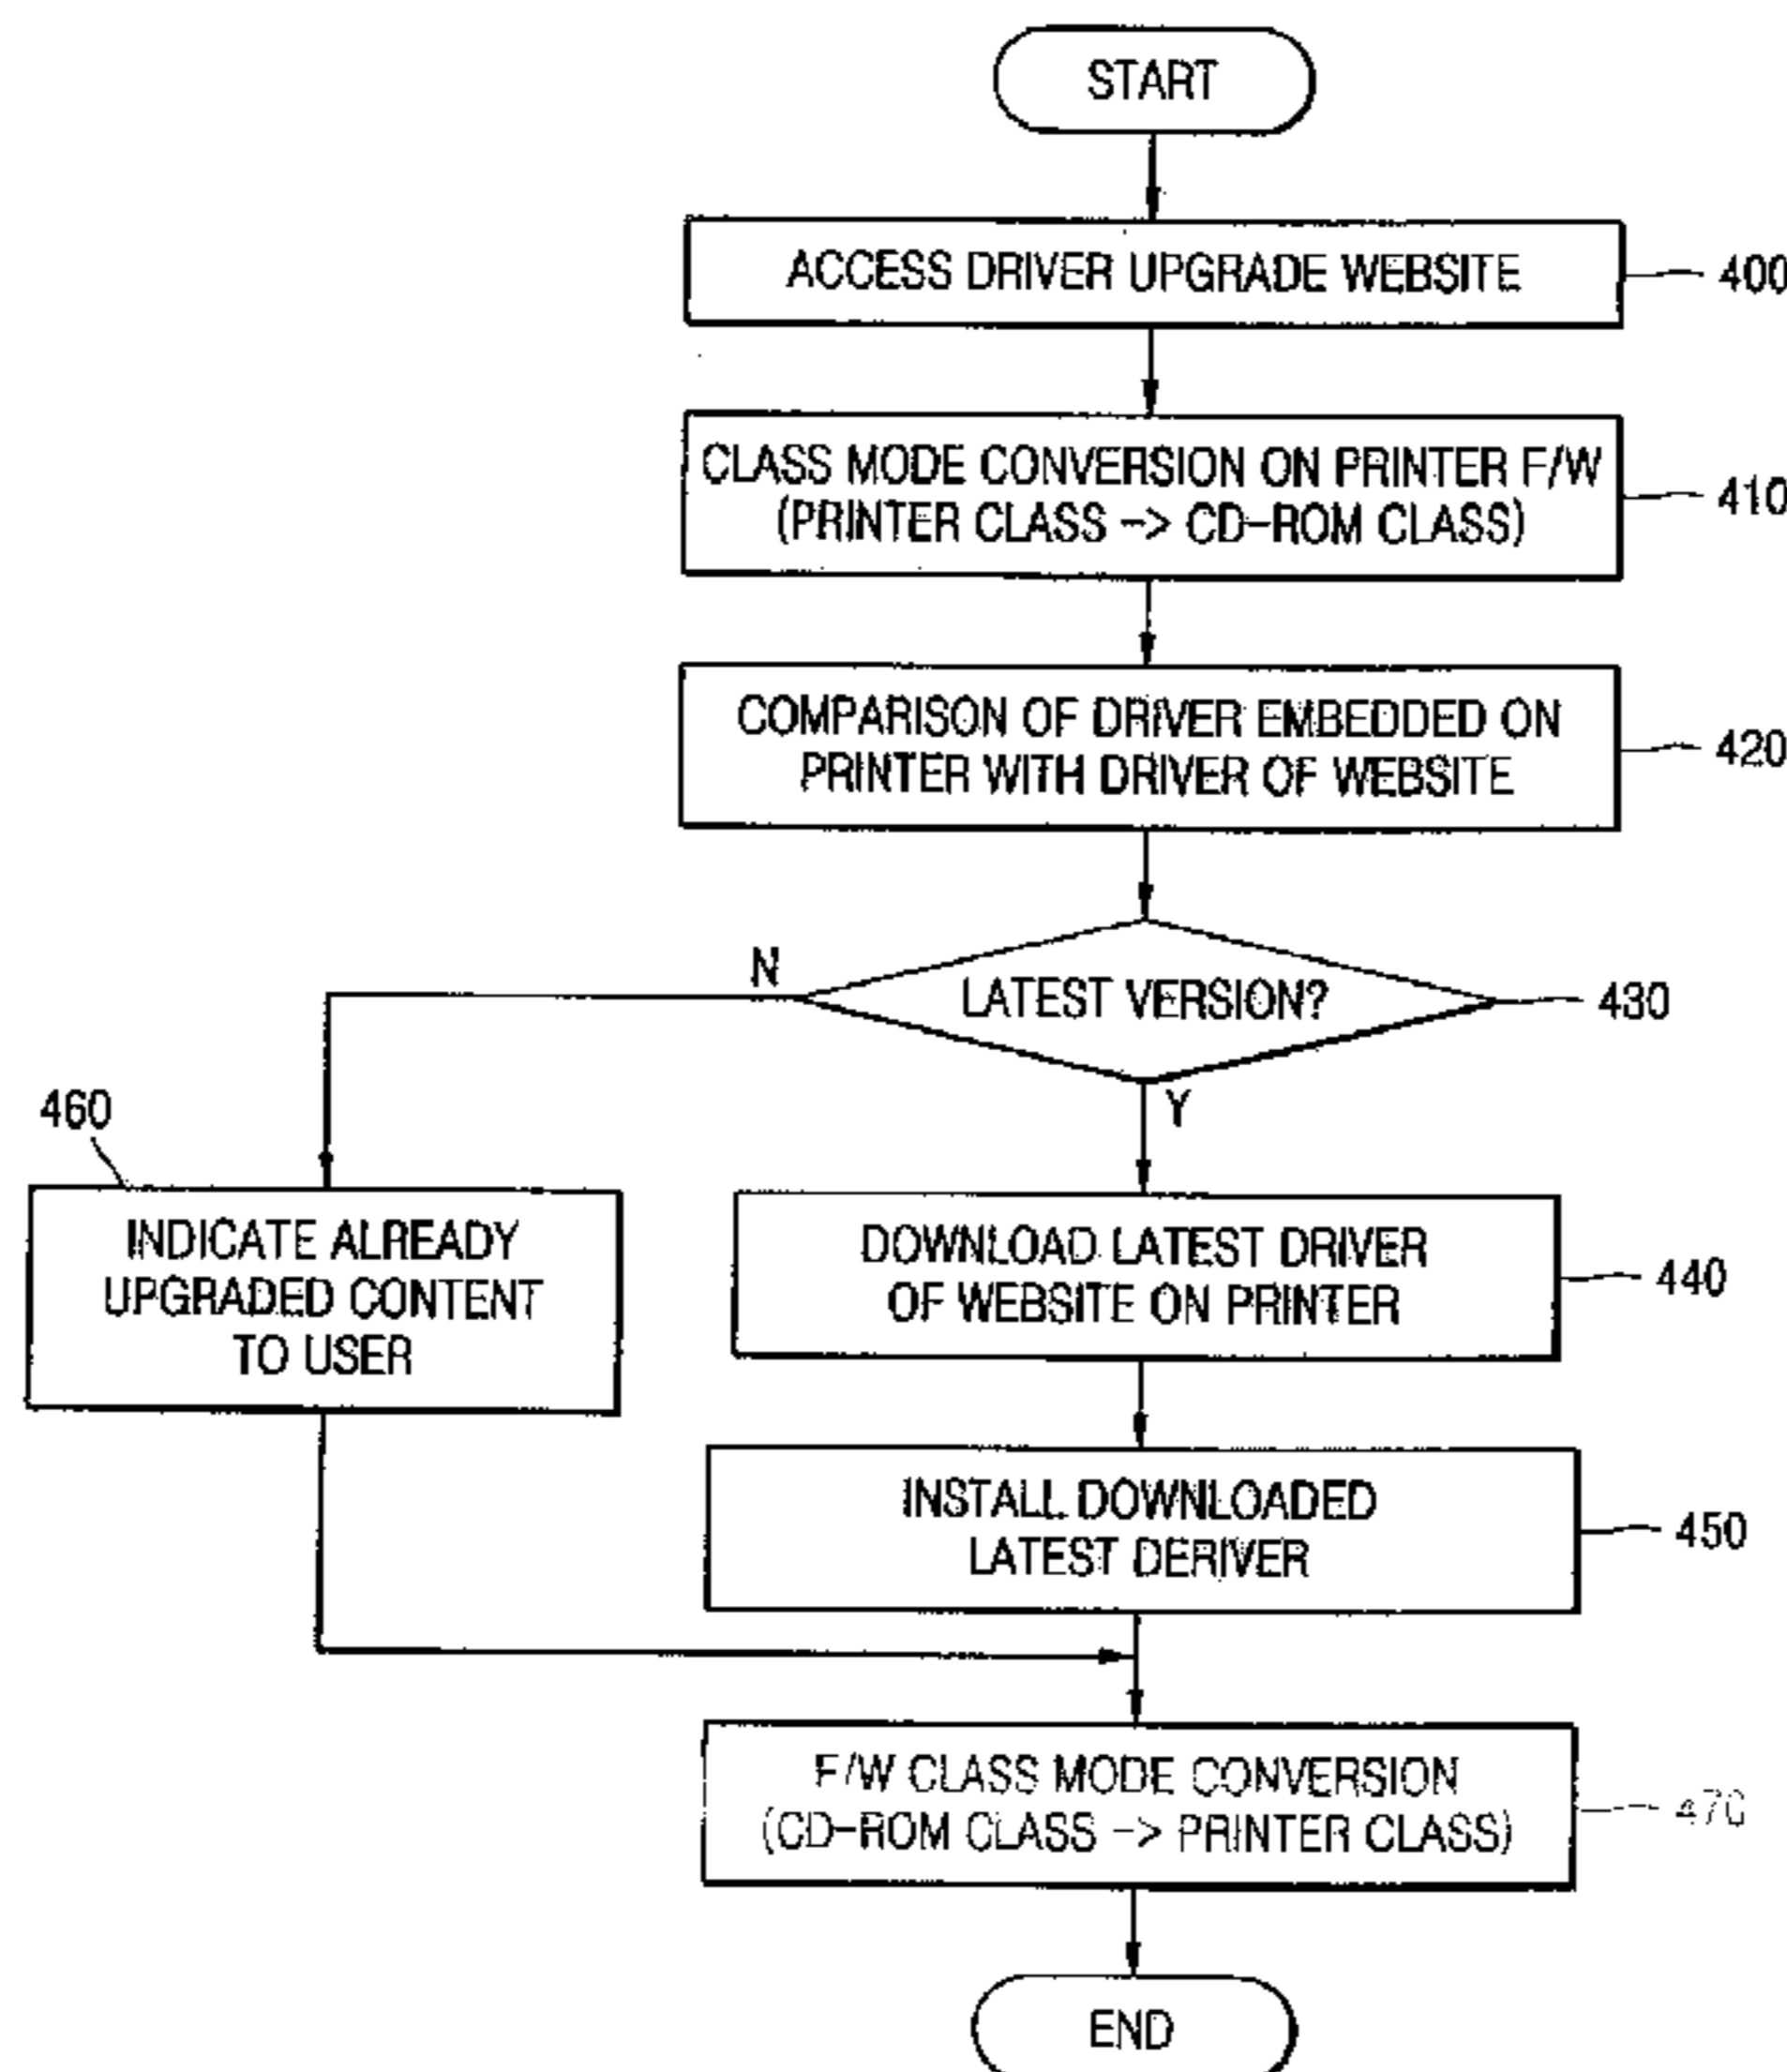 START
ACCESS DRIVER UPGRADE WEBSITE
400
CLASS MODE CONVERSION ON PRINTER F/W
(PRINTER CLASS -> CD-ROM CLASS)
410
COMPARISON OF DRIVER EMBEDDED ON
PRINTER WITH DRIVER OF WEBSITE
420
N
LATEST VERSION?
430
Y
460
INDICATE ALREADY
UPGRADED CONTENT
TO USER
DOWNLOAD LATEST DRIVER
OF WEBSITE ON PRINTER
440
INSTALL DOWNLOADED
LATEST DERIVER
450
F/W CLASS MODE CONVERSION
(CD-ROM CLASS -> PRINTER CLASS)
470
END